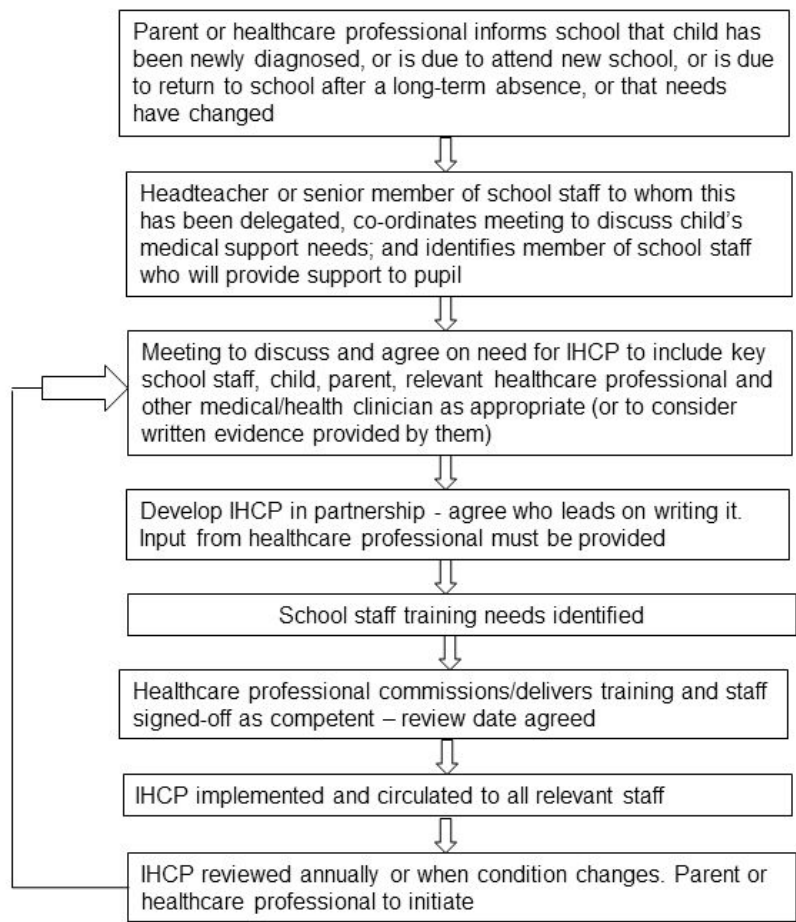 Parent or healthcare professional informs school that child has
been newly diagnosed, or is due to attend new school, or is due
to return to school after a long-term absence, or that needs
have changed
Headteacher or senior member of school staff to whom this
has been delegated, co-ordinates meeting to discuss child's
medical support needs; and identifies member of school staff
who will provide support to pupil
Meeting to discuss and agree on need for IHCP to include key
school staff, child, parent, relevant healthcare professional and
other medical/health clinician as appropriate (or to consider
written evidence provided by them)
Develop IHCP in partnership - agree who leads on writing it.
Input from healthcare professional must be provided
School staff training needs identified
Healthcare professional commissions/delivers training and staff
signed-off as competent – review date agreed
IHCP implemented and circulated to all relevant staff
IHCP reviewed annually or when condition changes. Parent or
healthcare professional to initiate